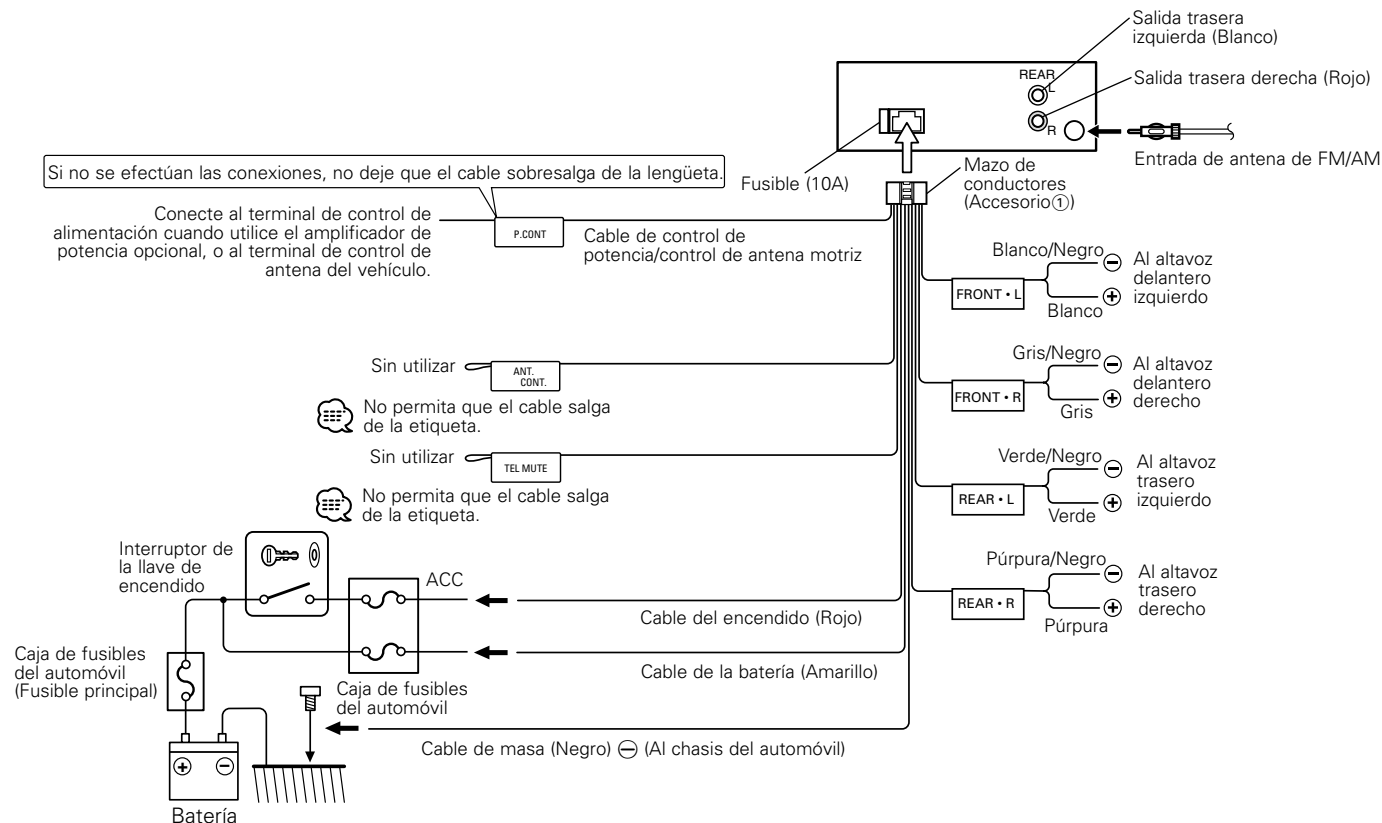 Salida trasera
izquierda (Blanco)
REAR
L
R
Salida trasera derecha (Rojo)
Entrada de antena de FM/AM
Fusible (10A)
Mazo de
conductores
(Accesorio①)
Si no se efectúan las conexiones, no deje que el cable sobresalga de la lengüeta.
Conecte al terminal de control de
alimentación cuando utilice el amplificador de
potencia opcional, o al terminal de control de
antena del vehículo.
P.CONT
Cable de control de
potencia/control de antena motriz
Blanco/Negro ⊖
FRONT • L
Blanco ⊕
Al altavoz
delantero
izquierdo
Sin utilizar
ANT.
CONT.
No permita que el cable salga
de la etiqueta.
Gris/Negro ⊖
FRONT • R
Gris ⊕
Al altavoz
delantero
derecho
Sin utilizar
TEL MUTE
No permita que el cable salga
de la etiqueta.
Verde/Negro ⊖
REAR • L
Verde ⊕
Al altavoz
trasero
izquierdo
Púrpura/Negro ⊖
REAR • R
Púrpura ⊕
Al altavoz
trasero
derecho
Interruptor de
la llave de
encendido
ACC
Cable del encendido (Rojo)
Cable de la batería (Amarillo)
Caja de fusibles
del automóvil
(Fusible principal)
Caja de fusibles
del automóvil
Cable de masa (Negro) ⊖ (Al chasis del automóvil)
⊕ ⊖
Batería